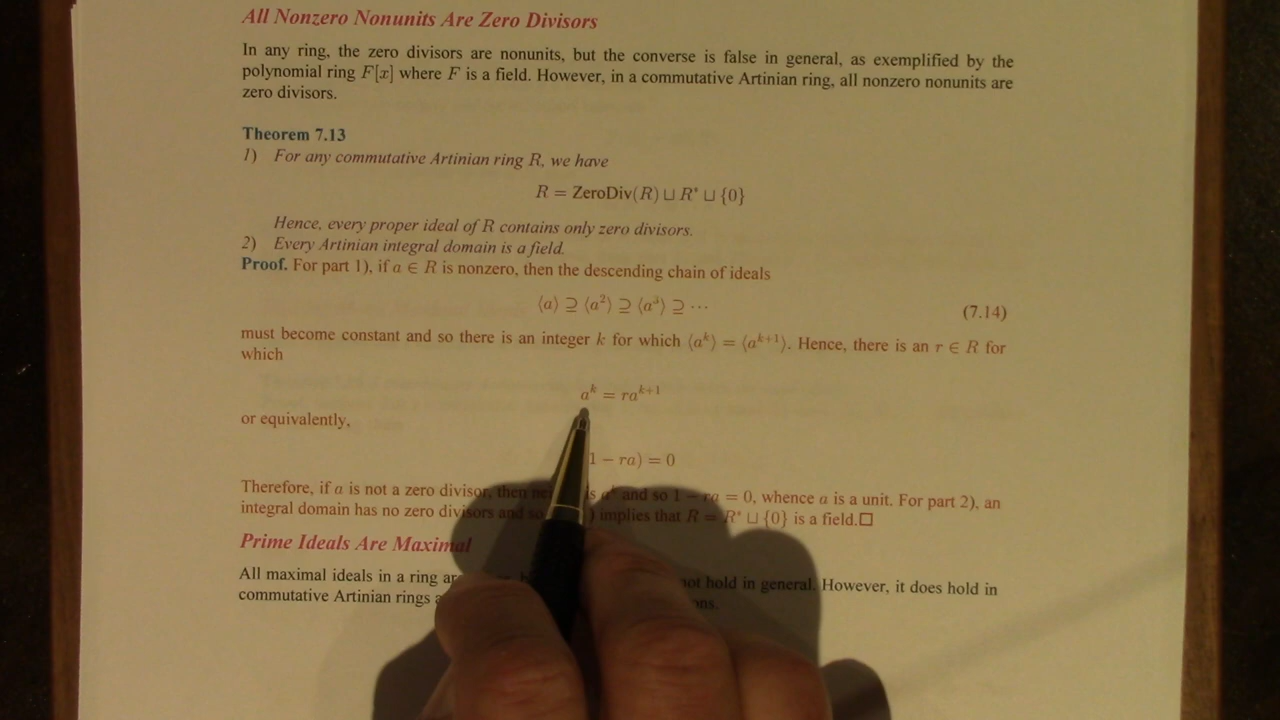 All Nonzero Nonunits Are Zero Divisors
In any ring, the zero divisors are nonunits, but the converse is false in general, as exemplified by the
polynomial ring F[x] where F is a field. However, in a commutative Artinian ring, all nonzero nonunits are
zero divisors.
Theorem 7.13
1) For any commutative Artinian ring R, we have
R = ZeroDiv(R) ⊔ R* ⊔ {0}
Hence, every proper ideal of R contains only zero divisors.
2) Every Artinian integral domain is a field.
Proof. For part 1), if a ∈ R is nonzero, then the descending chain of ideals
⟨a⟩ ⊇ ⟨a²⟩ ⊇ ⟨a³⟩ ⊇ ⋯ (7.14)
must become constant and so there is an integer k for which ⟨aᵏ⟩ = ⟨aᵏ⁺¹⟩. Hence, there is an r ∈ R for
which
aᵏ = raᵏ⁺¹
or equivalently,
1 − ra) = 0
Therefore, if a is not a zero divisor, then aᵏ and so 1 − ra = 0, whence a is a unit. For part 2), an
integral domain has no zero divisors and so ) implies that R = R* ⊔ {0} is a field.□
Prime Ideals Are Maximal
All maximal ideals in a ring not hold in general. However, it does hold in
commutative Artinian rings